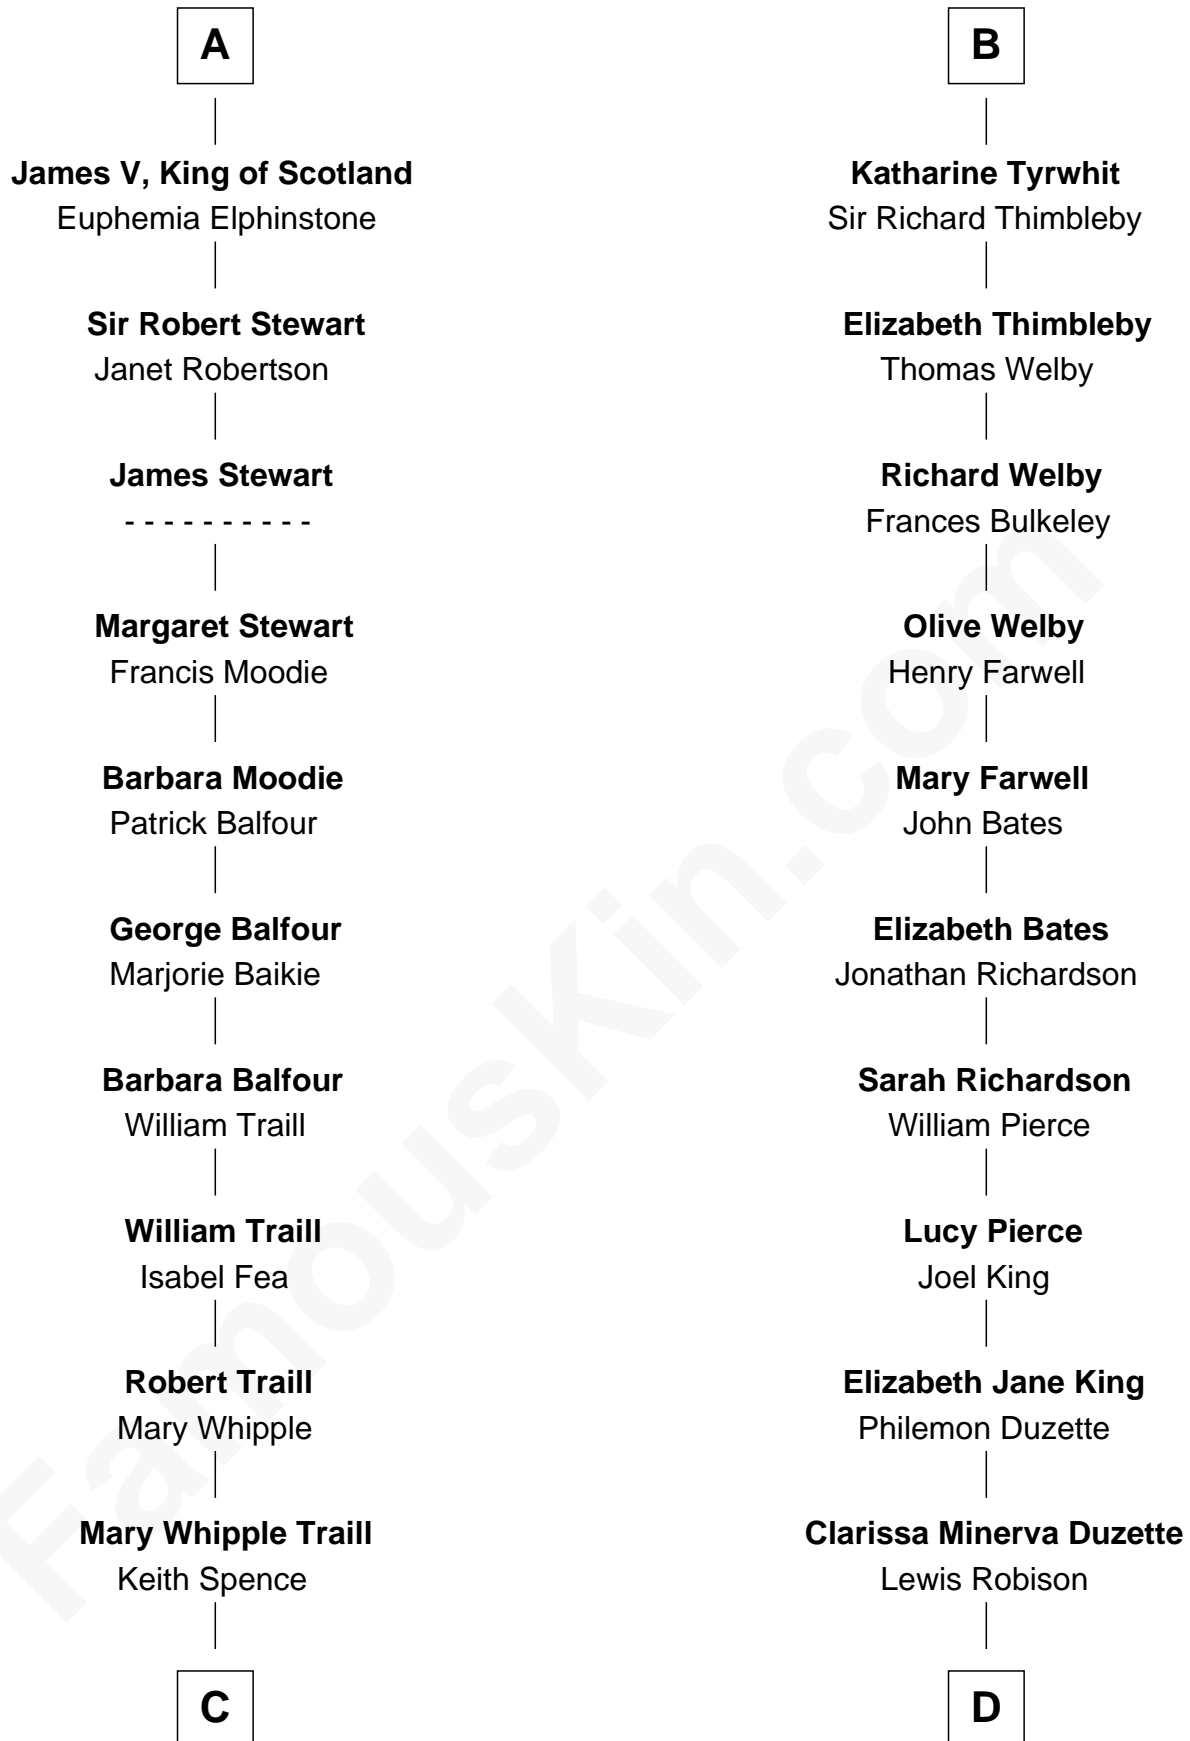 A
James V, King of Scotland
Euphemia Elphinstone
Sir Robert Stewart
Janet Robertson
James Stewart
- - - - - - - - - -
Margaret Stewart
Francis Moodie
Barbara Moodie
Patrick Balfour
George Balfour
Marjorie Baikie
Barbara Balfour
William Traill
William Traill
Isabel Fea
Robert Traill
Mary Whipple
Mary Whipple Traill
Keith Spence
C
B
Katharine Tyrwhit
Sir Richard Thimbleby
Elizabeth Thimbleby
Thomas Welby
Richard Welby
Frances Bulkeley
Olive Welby
Henry Farwell
Mary Farwell
John Bates
Elizabeth Bates
Jonathan Richardson
Sarah Richardson
William Pierce
Lucy Pierce
Joel King
Elizabeth Jane King
Philemon Duzette
Clarissa Minerva Duzette
Lewis Robison
D
FamousKin.com